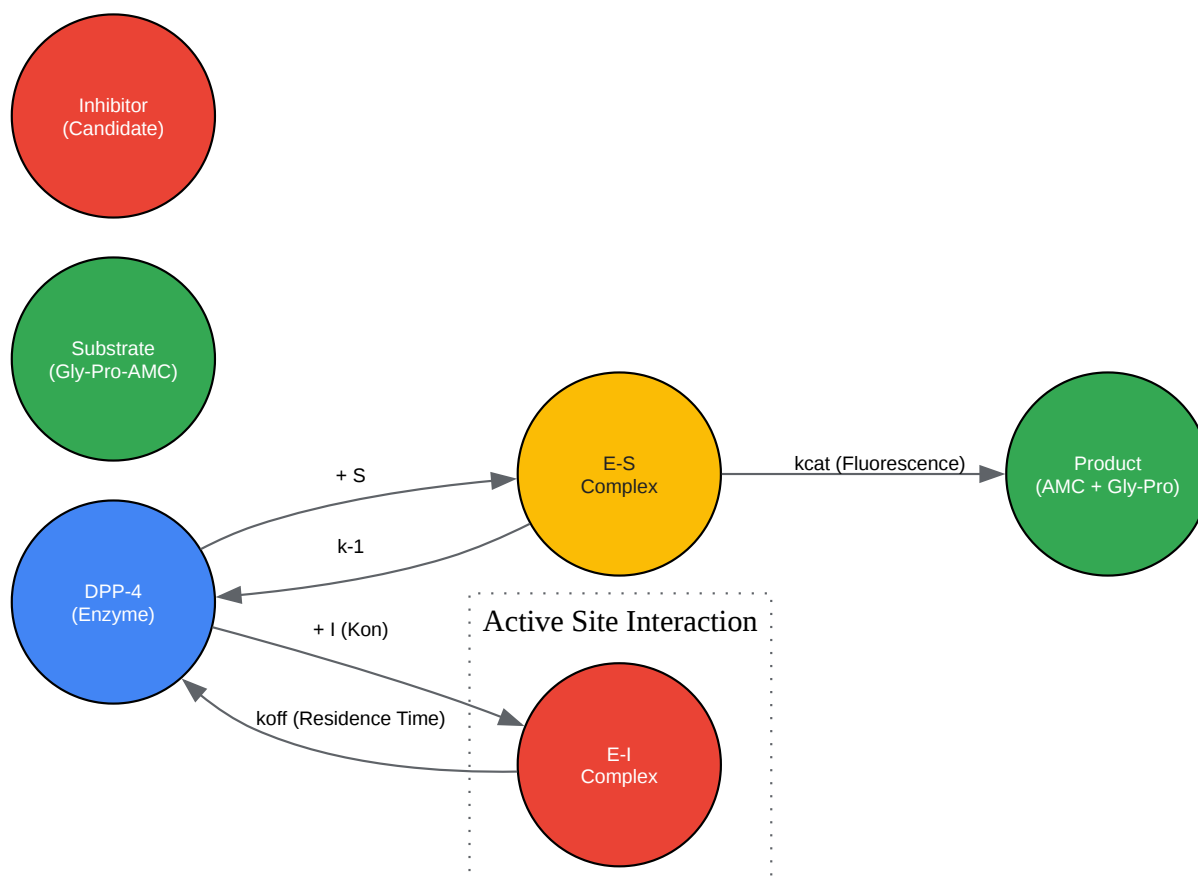 Inhibitor
(Candidate)
Substrate
(Gly-Pro-AMC)
+ S
E-S
Complex
kcat (Fluorescence)
Product
(AMC + Gly-Pro)
k-1
DPP-4
(Enzyme)
+ I (Kon)
Active Site Interaction
koff (Residence Time)
E-I
Complex